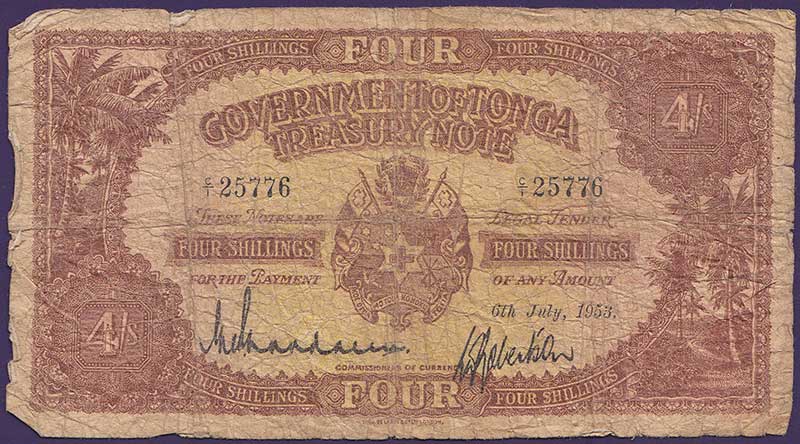 FOUR SHILLINGS FOUR FOUR SHILLINGS
4/s
GOVERNMENT OF TONGA
TREASURY NOTE
C/1 25776 C/1 25776
THESE NOTES ARE LEGAL TENDER
FOUR SHILLINGS FOUR SHILLINGS
FOR THE PAYMENT OF ANY AMOUNT
6th July, 1953.
4/s
COMMISSIONERS OF CURREN
FOUR SHILLINGS FOUR FOUR SHILLINGS